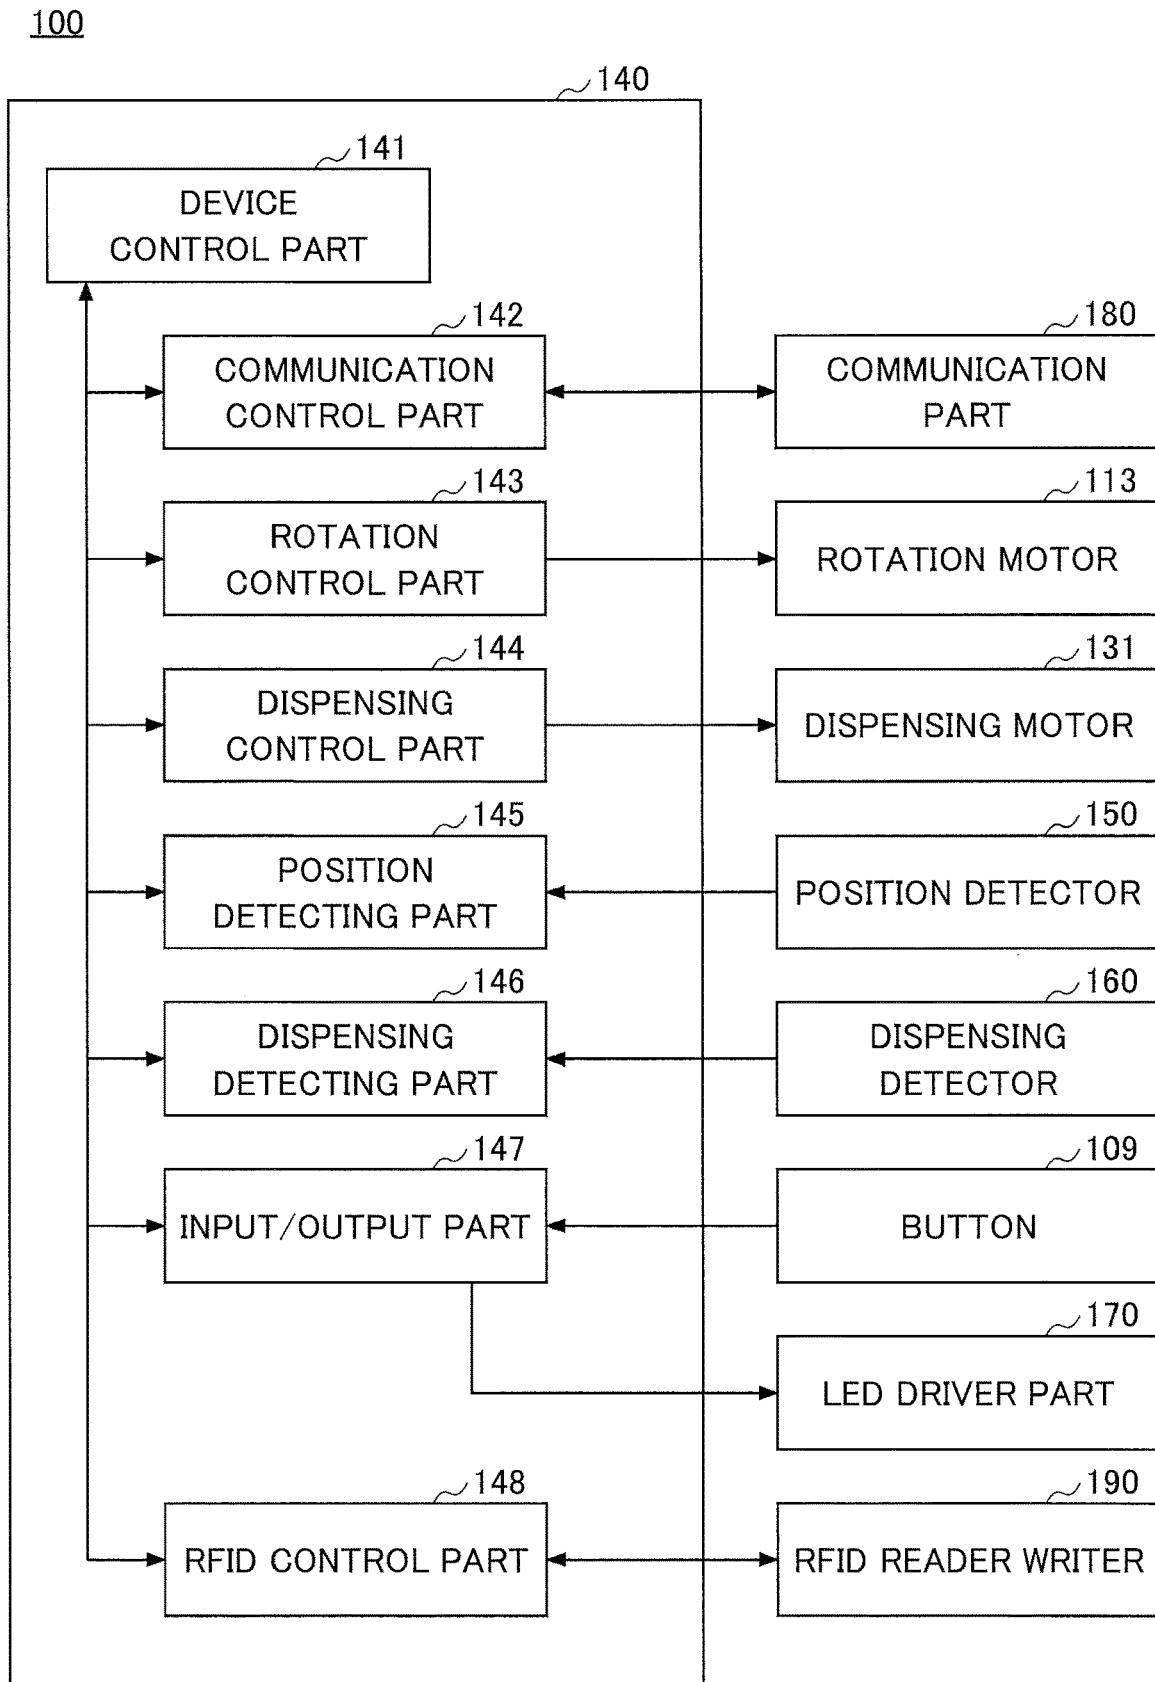 100
140
141
DEVICE
CONTROL PART
142
COMMUNICATION
CONTROL PART
180
COMMUNICATION
PART
143
ROTATION
CONTROL PART
113
ROTATION MOTOR
144
DISPENSING
CONTROL PART
131
DISPENSING MOTOR
145
POSITION
DETECTING PART
150
POSITION DETECTOR
146
DISPENSING
DETECTING PART
160
DISPENSING
DETECTOR
147
INPUT/OUTPUT PART
109
BUTTON
170
LED DRIVER PART
148
RFID CONTROL PART
190
RFID READER WRITER